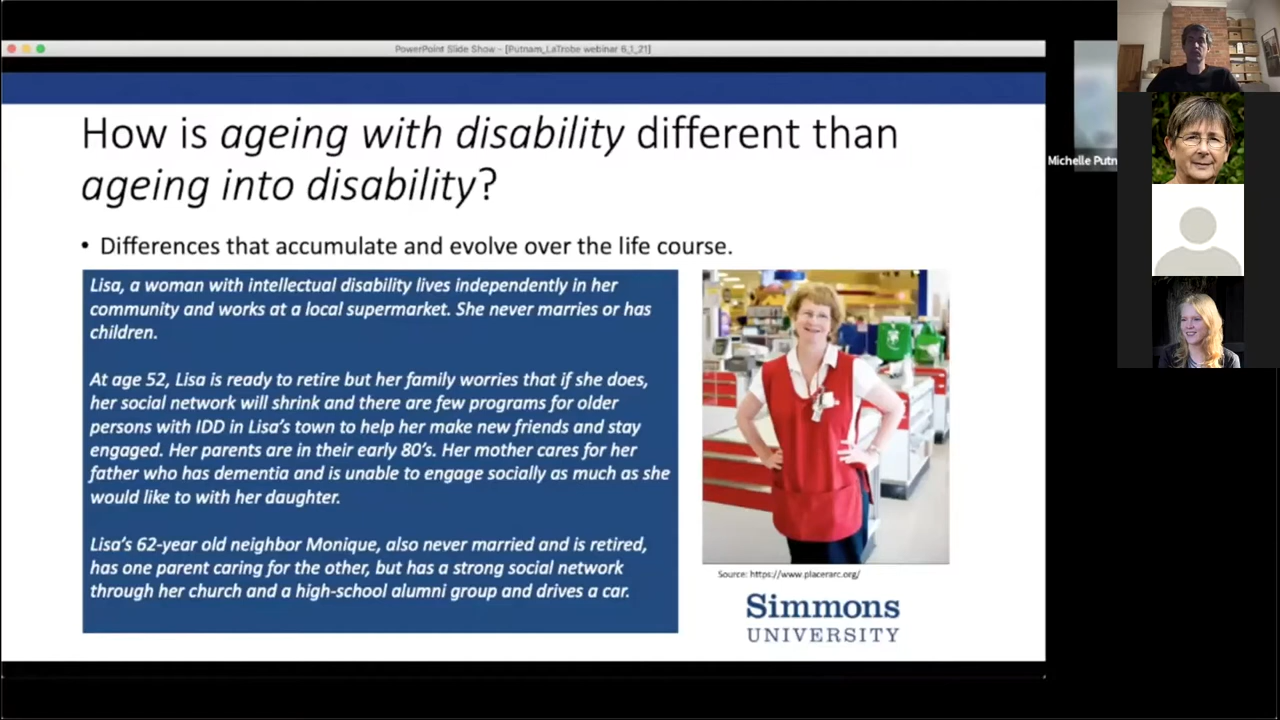 PowerPoint Slide Show - [Putnam_LaTrobe webinar 6_1_21]
How is ageing with disability different than
ageing into disability?
• Differences that accumulate and evolve over the life course.
Lisa, a woman with intellectual disability lives independently in her
community and works at a local supermarket. She never marries or has
children.
At age 52, Lisa is ready to retire but her family worries that if she does,
her social network will shrink and there are few programs for older
persons with IDD in Lisa's town to help her make new friends and stay
engaged. Her parents are in their early 80's. Her mother cares for her
father who has dementia and is unable to engage socially as much as she
would like to with her daughter.
Lisa's 62-year old neighbor Monique, also never married and is retired,
has one parent caring for the other, but has a strong social network
through her church and a high-school alumni group and drives a car.
Source: https://www.placerarc.org/
Simmons
UNIVERSITY
Michelle Putn